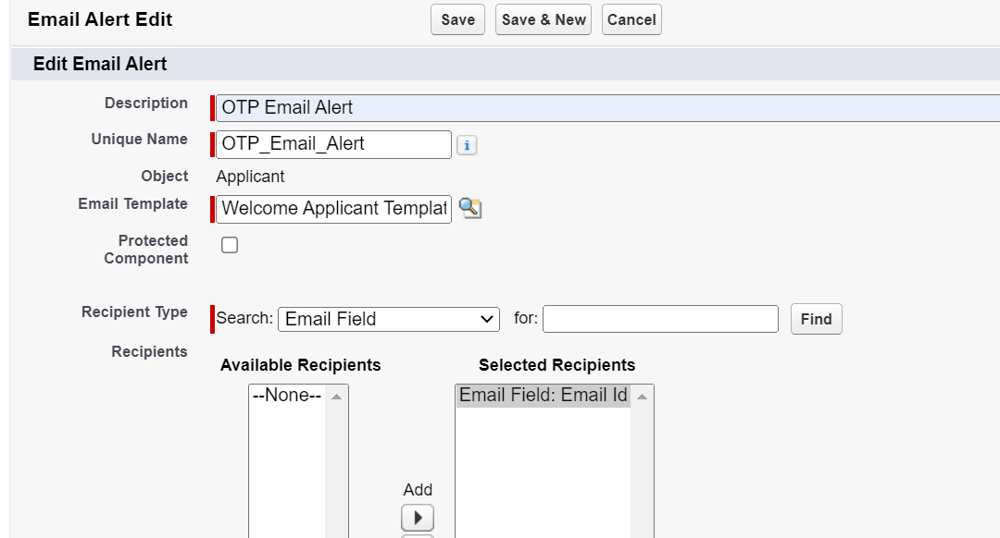 Email Alert Edit
Save
Save & New
Cancel
Edit Email Alert
Description
OTP Email Alert
Unique Name
OTP_Email_Alert
i
Object
Applicant
Email Template
Welcome Applicant Templat
Protected
Component
Recipient Type
Search:
Email Field
for:
Find
Recipients
Available Recipients
Selected Recipients
--None--
Email Field: Email Id
Add